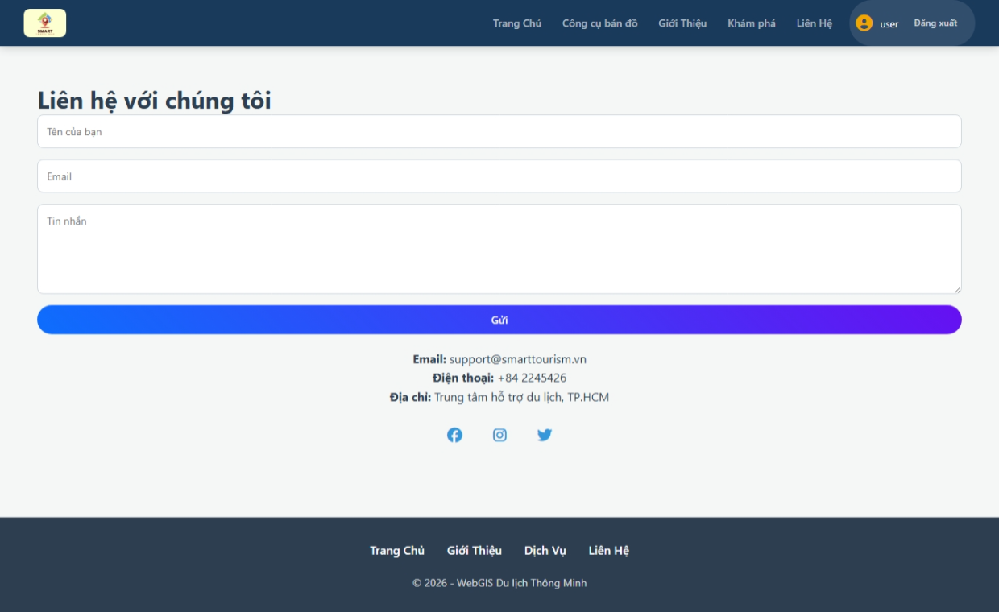 SMART
Trang Chủ Công cụ bản đồ Giới Thiệu Khám phá Liên Hệ user Đăng xuất
Liên hệ với chúng tôi
Tên của bạn
Email
Tin nhắn
Gửi
Email: support@smarttourism.vn
Điện thoại: +84 2245426
Địa chỉ: Trung tâm hỗ trợ du lịch, TP.HCM
Trang Chủ Giới Thiệu Dịch Vụ Liên Hệ
© 2026 - WebGIS Du lịch Thông Minh